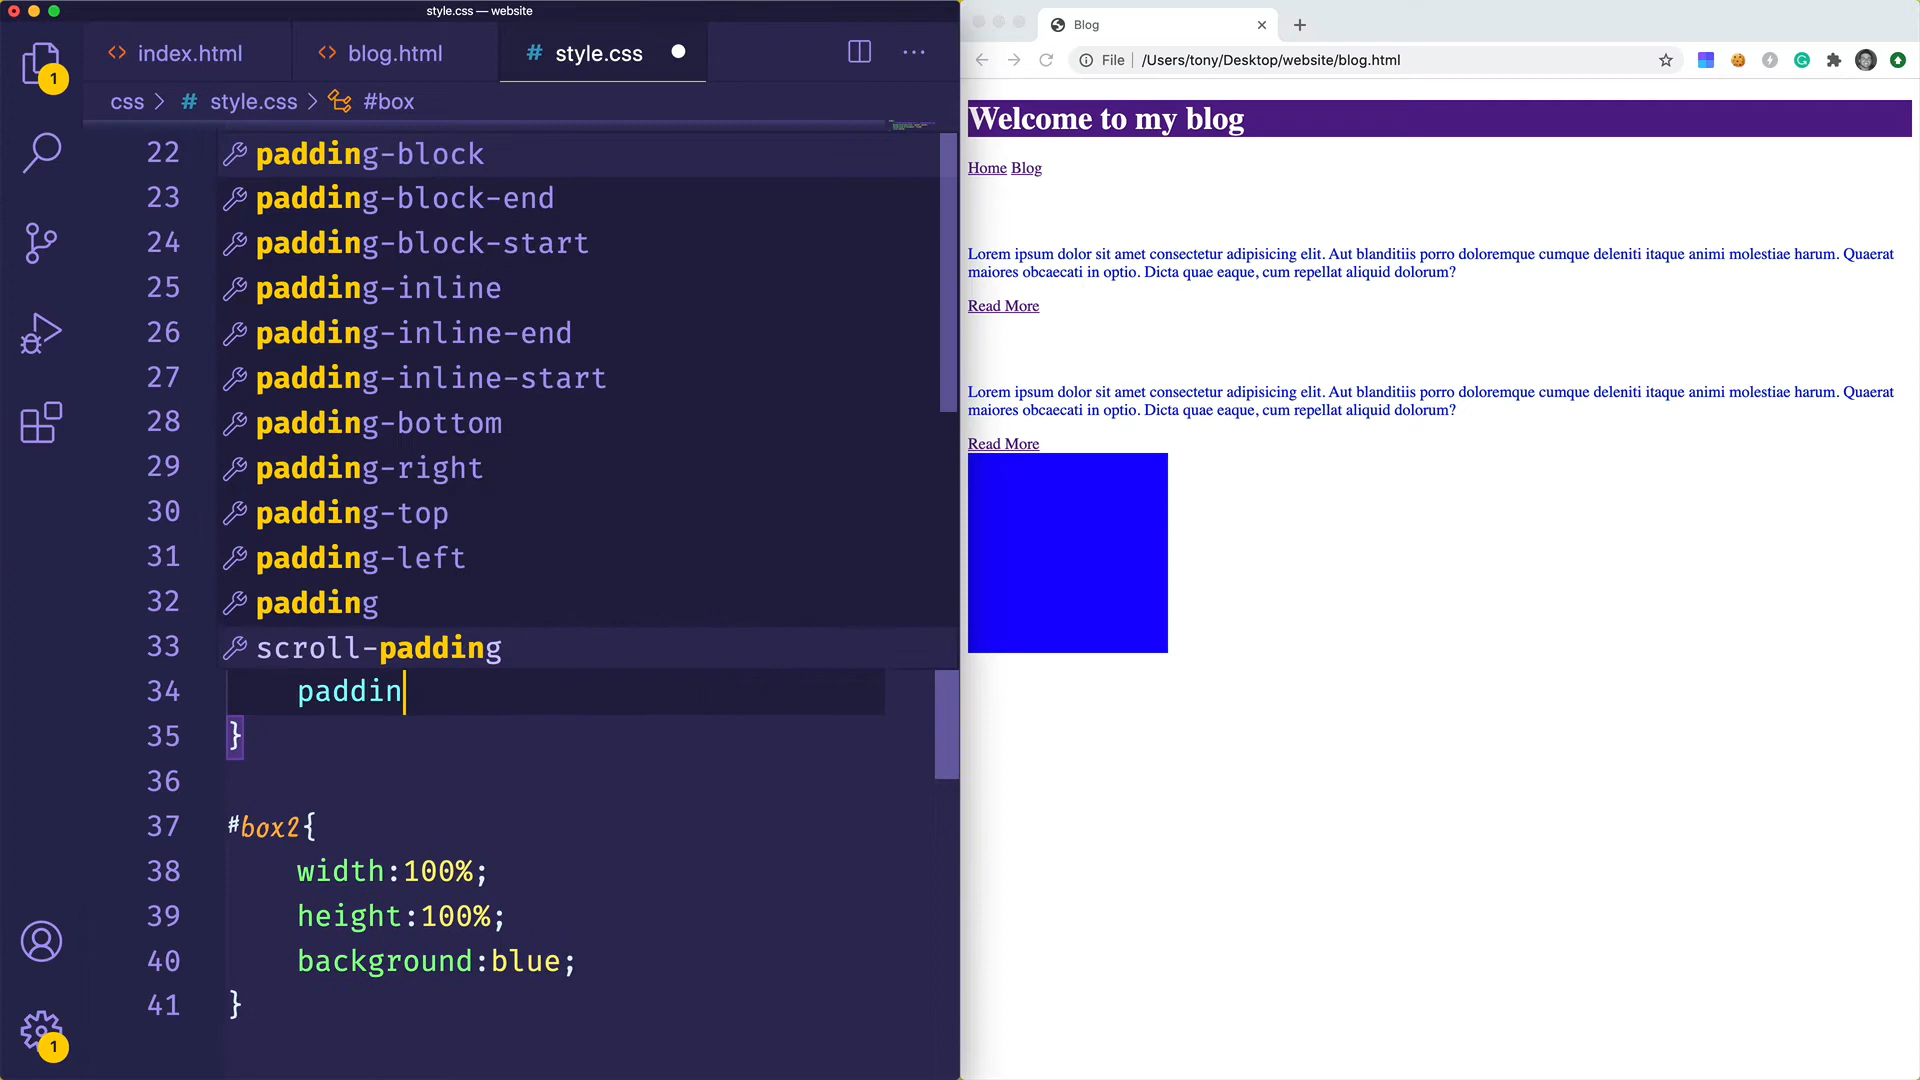 style.css — website
index.html
blog.html
style.css
css > style.css > #box
1
22 padding-block
23 padding-block-end
24 padding-block-start
25 padding-inline
26 padding-inline-end
27 padding-inline-start
28 padding-bottom
29 padding-right
30 padding-top
31 padding-left
32 padding
33 scroll-padding
34 paddin
35 }
36
37 #box2{
38 width:100%;
39 height:100%;
40 background:blue;
41 }
1
Blog
File /Users/tony/Desktop/website/blog.html
Welcome to my blog
Home Blog
Lorem ipsum dolor sit amet consectetur adipisicing elit. Aut blanditiis porro doloremque cumque deleniti itaque animi molestiae harum. Quaerat
maiores obcaecati in optio. Dicta quae eaque, cum repellat aliquid dolorum?
Read More
Lorem ipsum dolor sit amet consectetur adipisicing elit. Aut blanditiis porro doloremque cumque deleniti itaque animi molestiae harum. Quaerat
maiores obcaecati in optio. Dicta quae eaque, cum repellat aliquid dolorum?
Read More